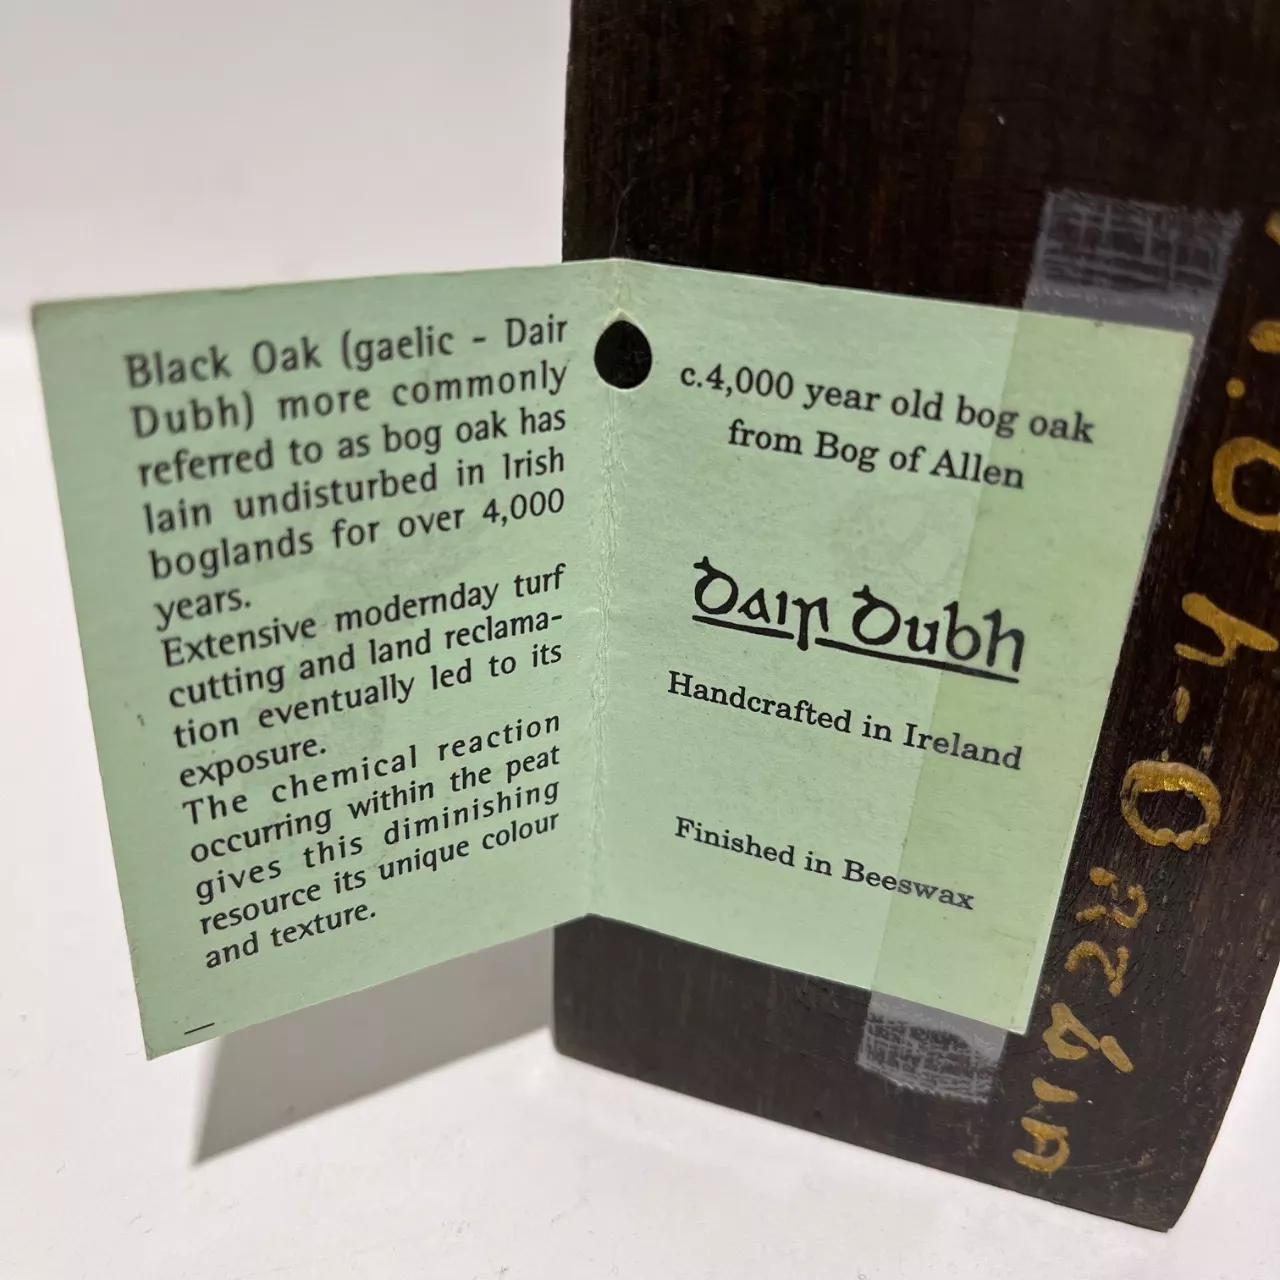 Black Oak (gaelic - Dair
Dubh) more commonly
referred to as bog oak has
lain undisturbed in Irish
boglands for over 4,000
years.
Extensive modernday turf
cutting and land reclama-
tion eventually led to its
exposure.
The chemical reaction
occurring within the peat
gives this diminishing
resource its unique colour
and texture.
c.4,000 year old bog oak
from Bog of Allen
Dair Dubh
Handcrafted in Ireland
Finished in Beeswax